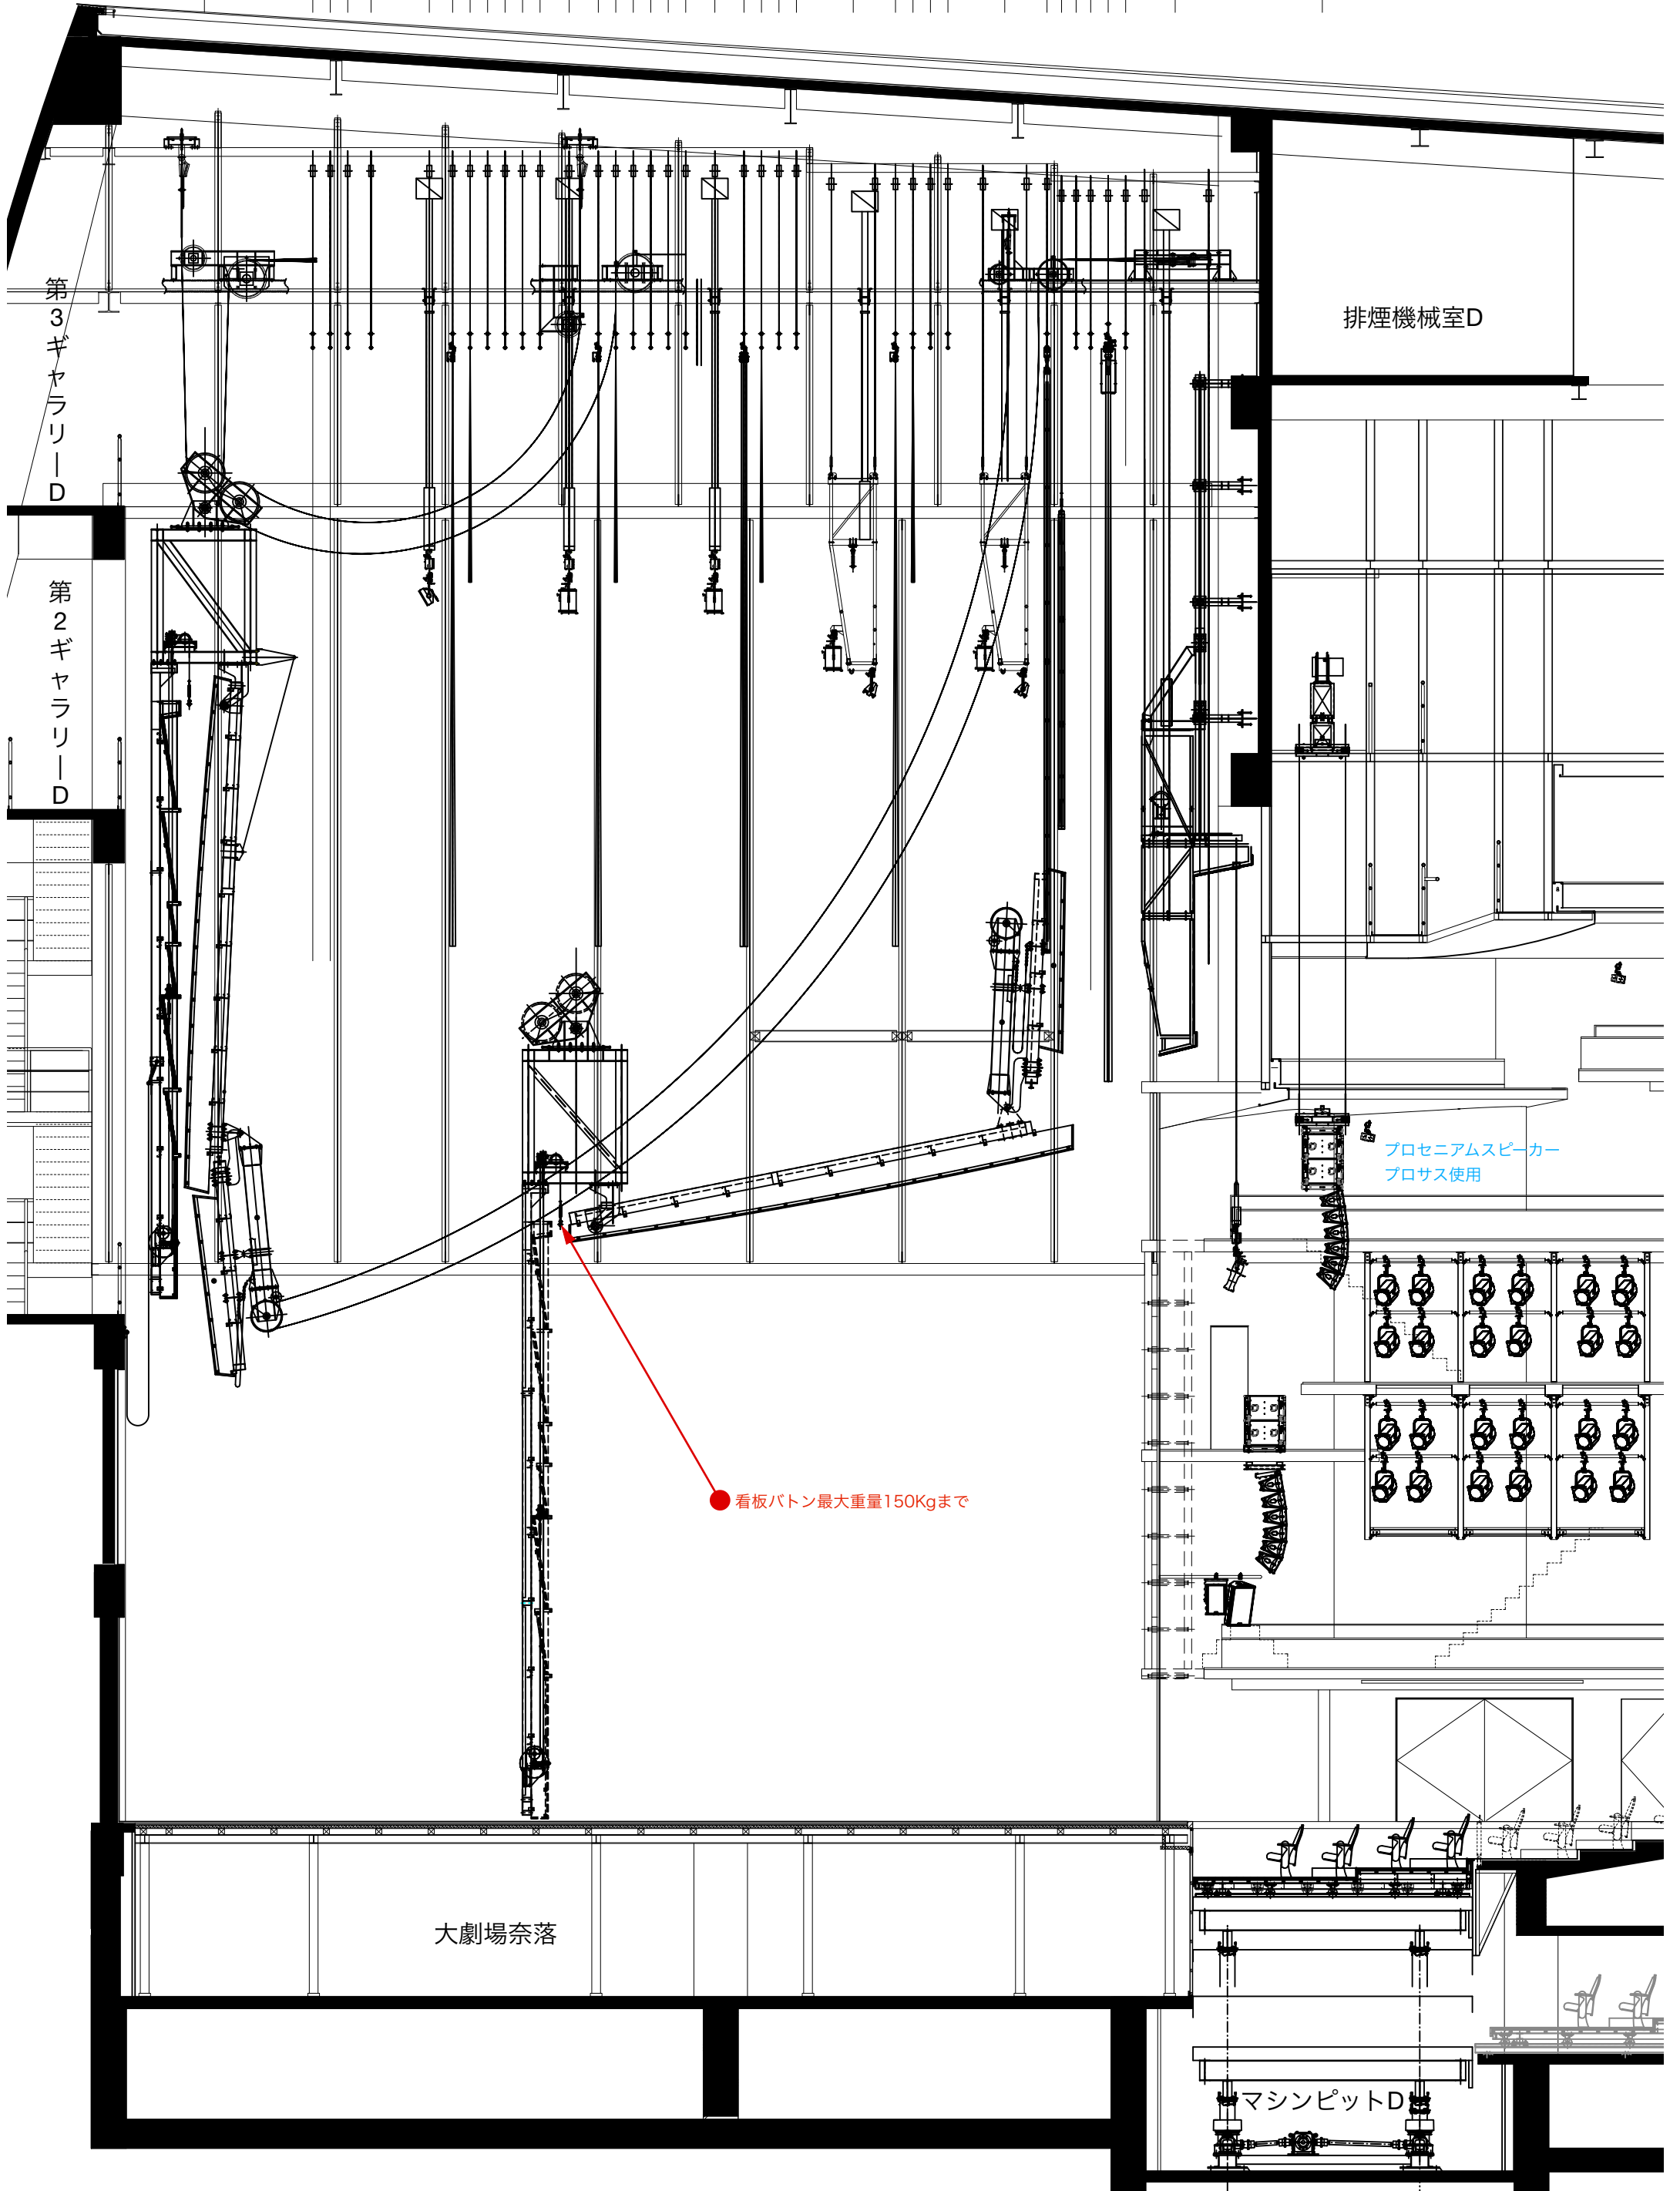 第3ギャラリーD
排煙機械室D
第2ギャラリーD
プロセニアムスピーカー
プロサス使用
看板バトン最大重量150Kgまで
大劇場奈落
マシンピットD